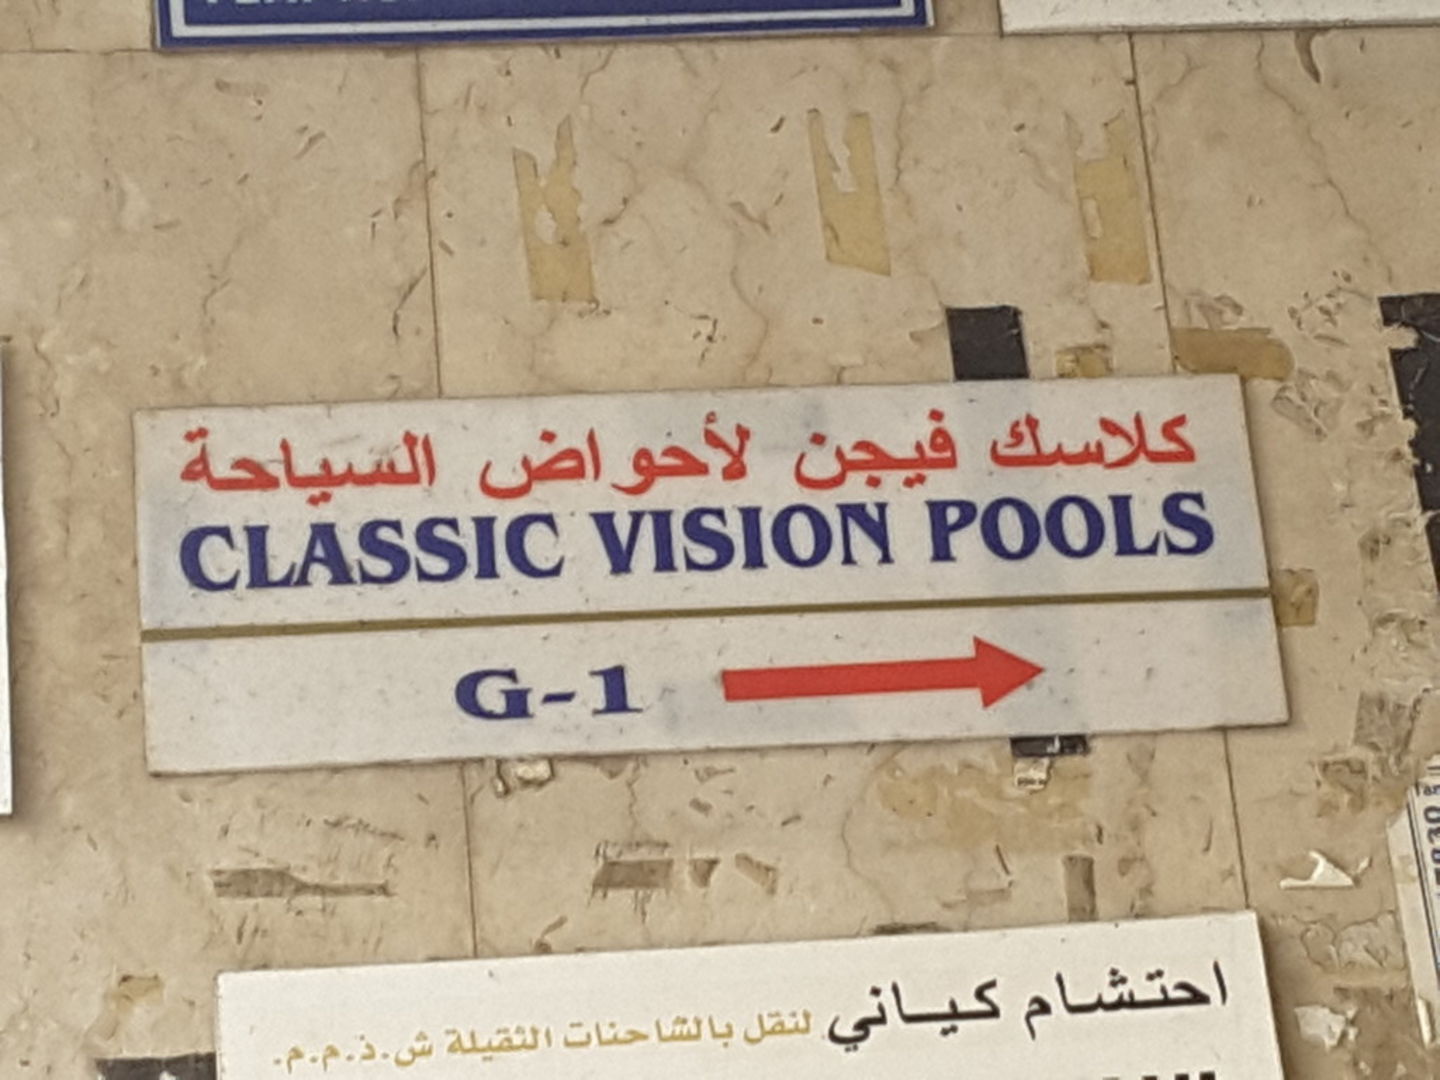 كلاسك فيجن لأحواض السياحة
CLASSIC VISION POOLS
G-1
احتشام كياني لنقل بالشاحنات الثقيلة ش.ذ.م.م.